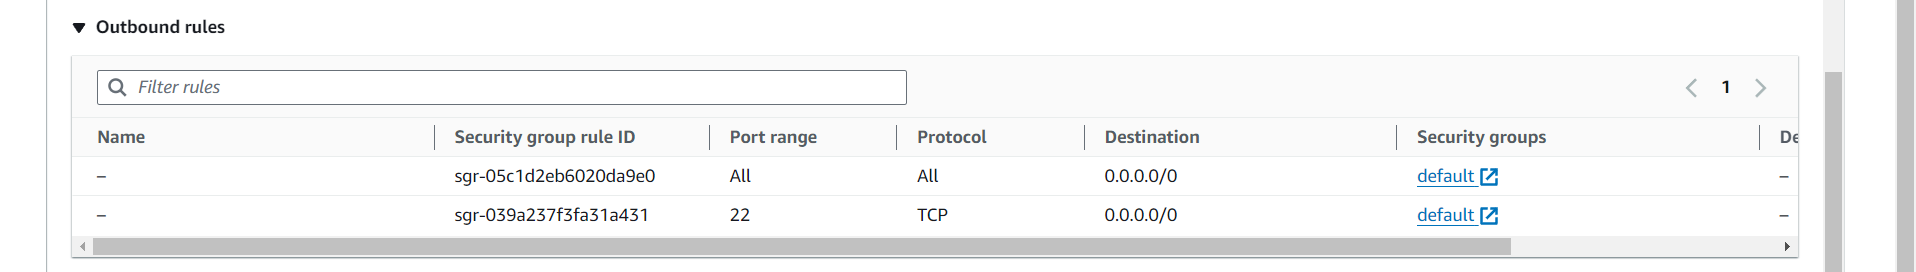 Outbound rules
Filter rules
1
Name Security group rule ID Port range Protocol Destination Security groups De
– sgr-05c1d2eb6020da9e0 All All 0.0.0.0/0 default –
– sgr-039a237f3fa31a431 22 TCP 0.0.0.0/0 default –